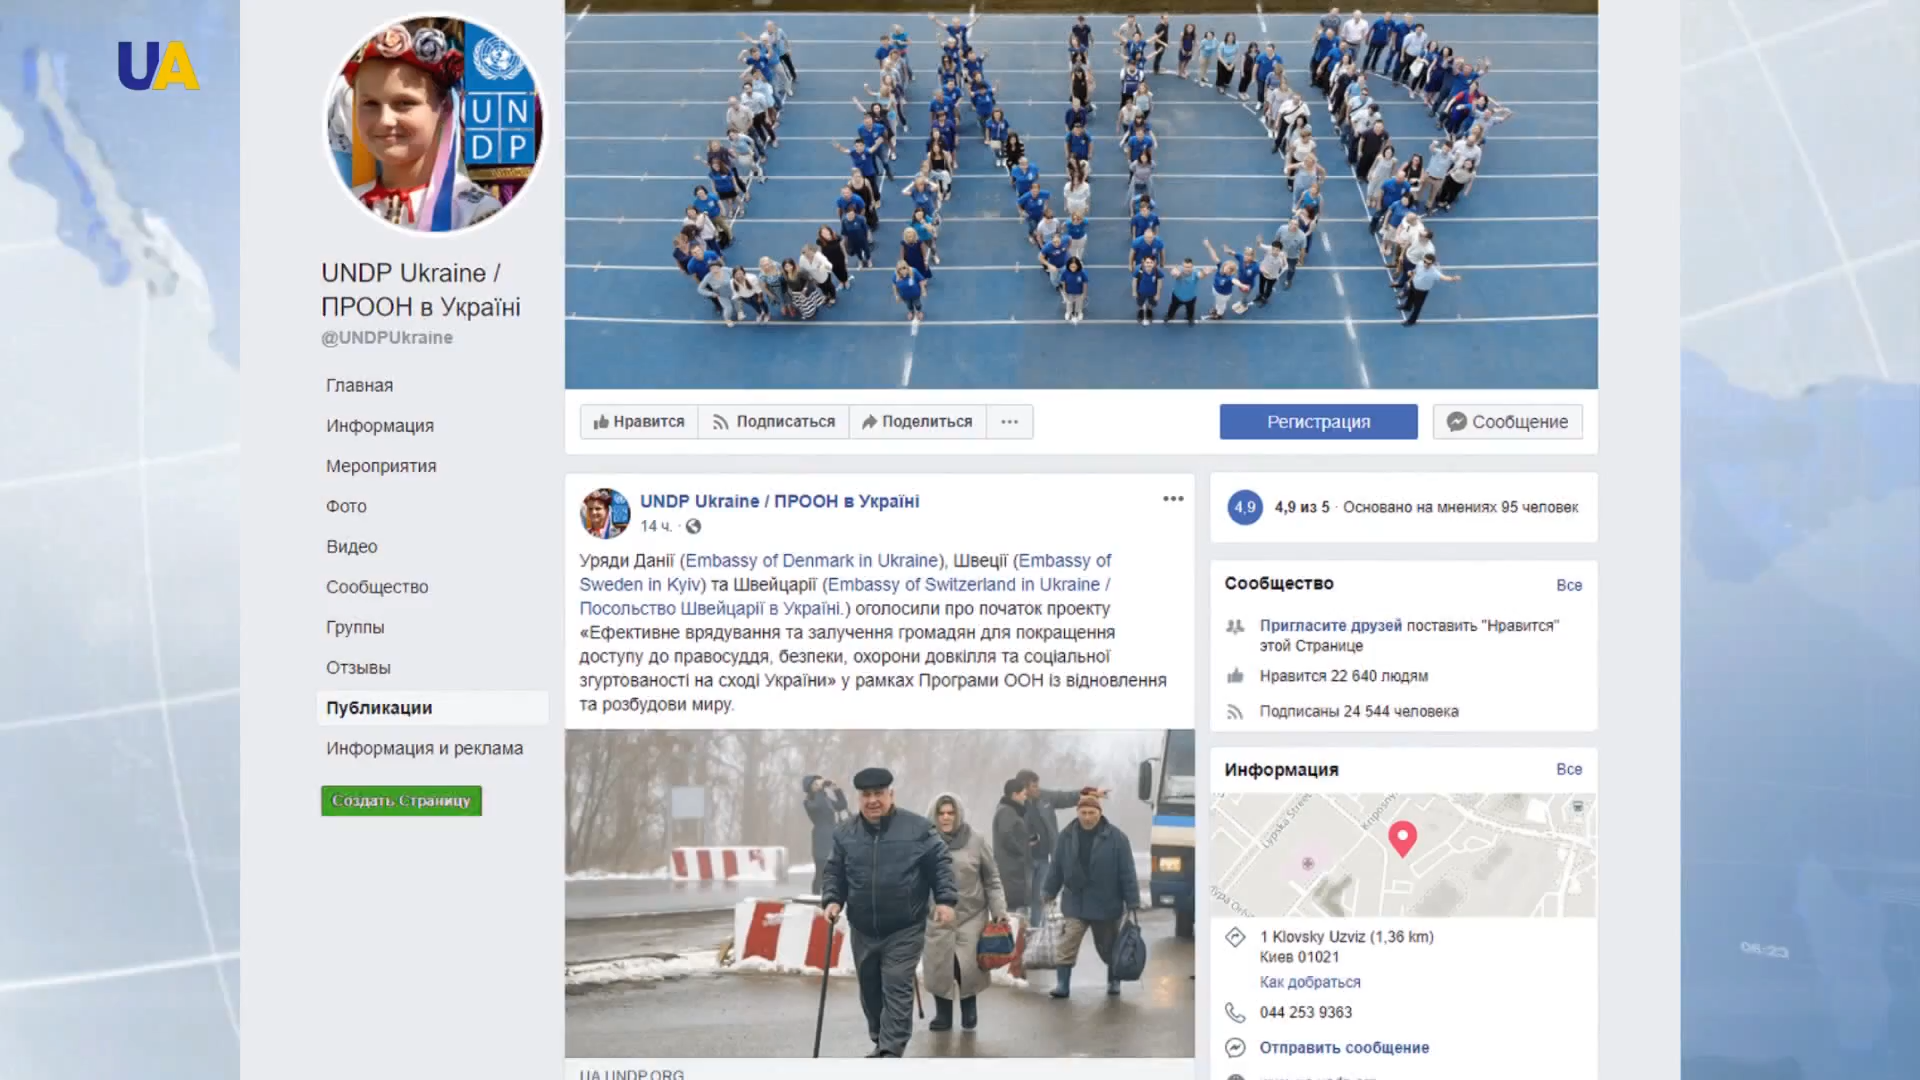 UA
UN
DP
UNDP
UNDP Ukraine /
ПРООН в Україні
@UNDPUkraine
Главная
Информация
Мероприятия
Фото
Видео
Сообщество
Группы
Отзывы
Публикации
Информация и реклама
Создать Страницу
Нравится
Подписаться
Поделиться
Регистрация
Сообщение
UNDP Ukraine / ПРООН в Україні
14 ч. ·
Уряди Данії (Embassy of Denmark in Ukraine), Швеції (Embassy of
Sweden in Kyiv) та Швейцарії (Embassy of Switzerland in Ukraine /
Посольство Швейцарії в Україні.) оголосили про початок проекту
«Ефективне врядування та залучення громадян для покращення
доступу до правосуддя, безпеки, охорони довкілля та соціальної
згуртованості на сході України» у рамках Програми ООН із відновлення
та розбудови миру.
UA.UNDP.ORG
4,9
4,9 из 5 · Основано на мнениях 95 человек
Сообщество
Все
Пригласите друзей поставить "Нравится"
этой Странице
Нравится 22 640 людям
Подписаны 24 544 человека
Информация
Все
Lypska Street
1 Klovsky Uzviz (1,36 km)
Киев 01021
Как добраться
044 253 9363
Отправить сообщение
06:23